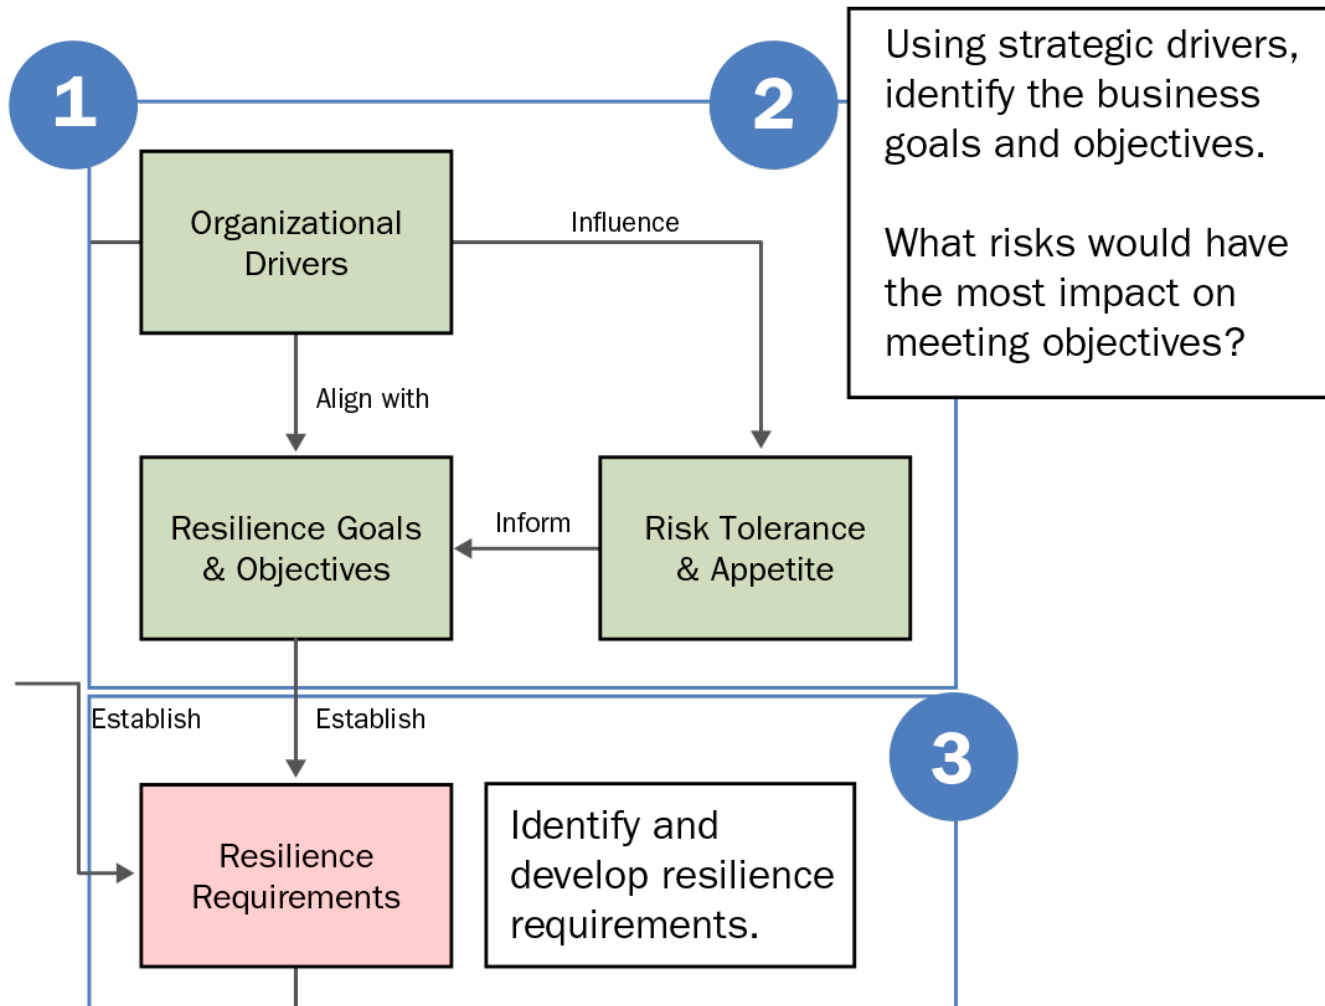 1
2
Using strategic drivers,
identify the business
goals and objectives.
What risks would have
the most impact on
meeting objectives?
Organizational
Drivers
Influence
Align with
Resilience Goals
& Objectives
Inform
Risk Tolerance
& Appetite
Establish
Establish
3
Resilience
Requirements
Identify and
develop resilience
requirements.